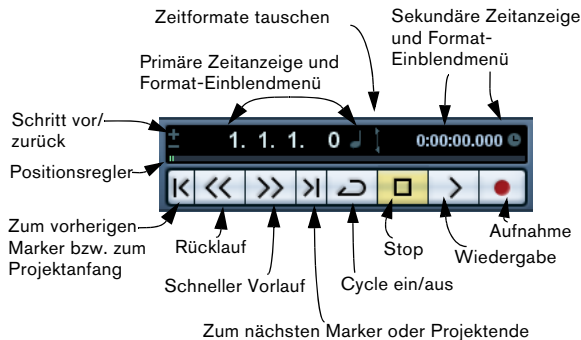 Zeitformate tauschen
Sekundäre Zeitanzeige
und Format-
Einblendmenü
Primäre Zeitanzeige und
Format-Einblendmenü
Schritt vor/
zurück
1. 1. 1. 0
0:00:00.000
Positionsregler
Zum vorherigen
Marker bzw. zum
Projektanfang
Rücklauf
Schneller Vorlauf
Cycle ein/aus
Stop
Wiedergabe
Aufnahme
Zum nächsten Marker oder Projektende